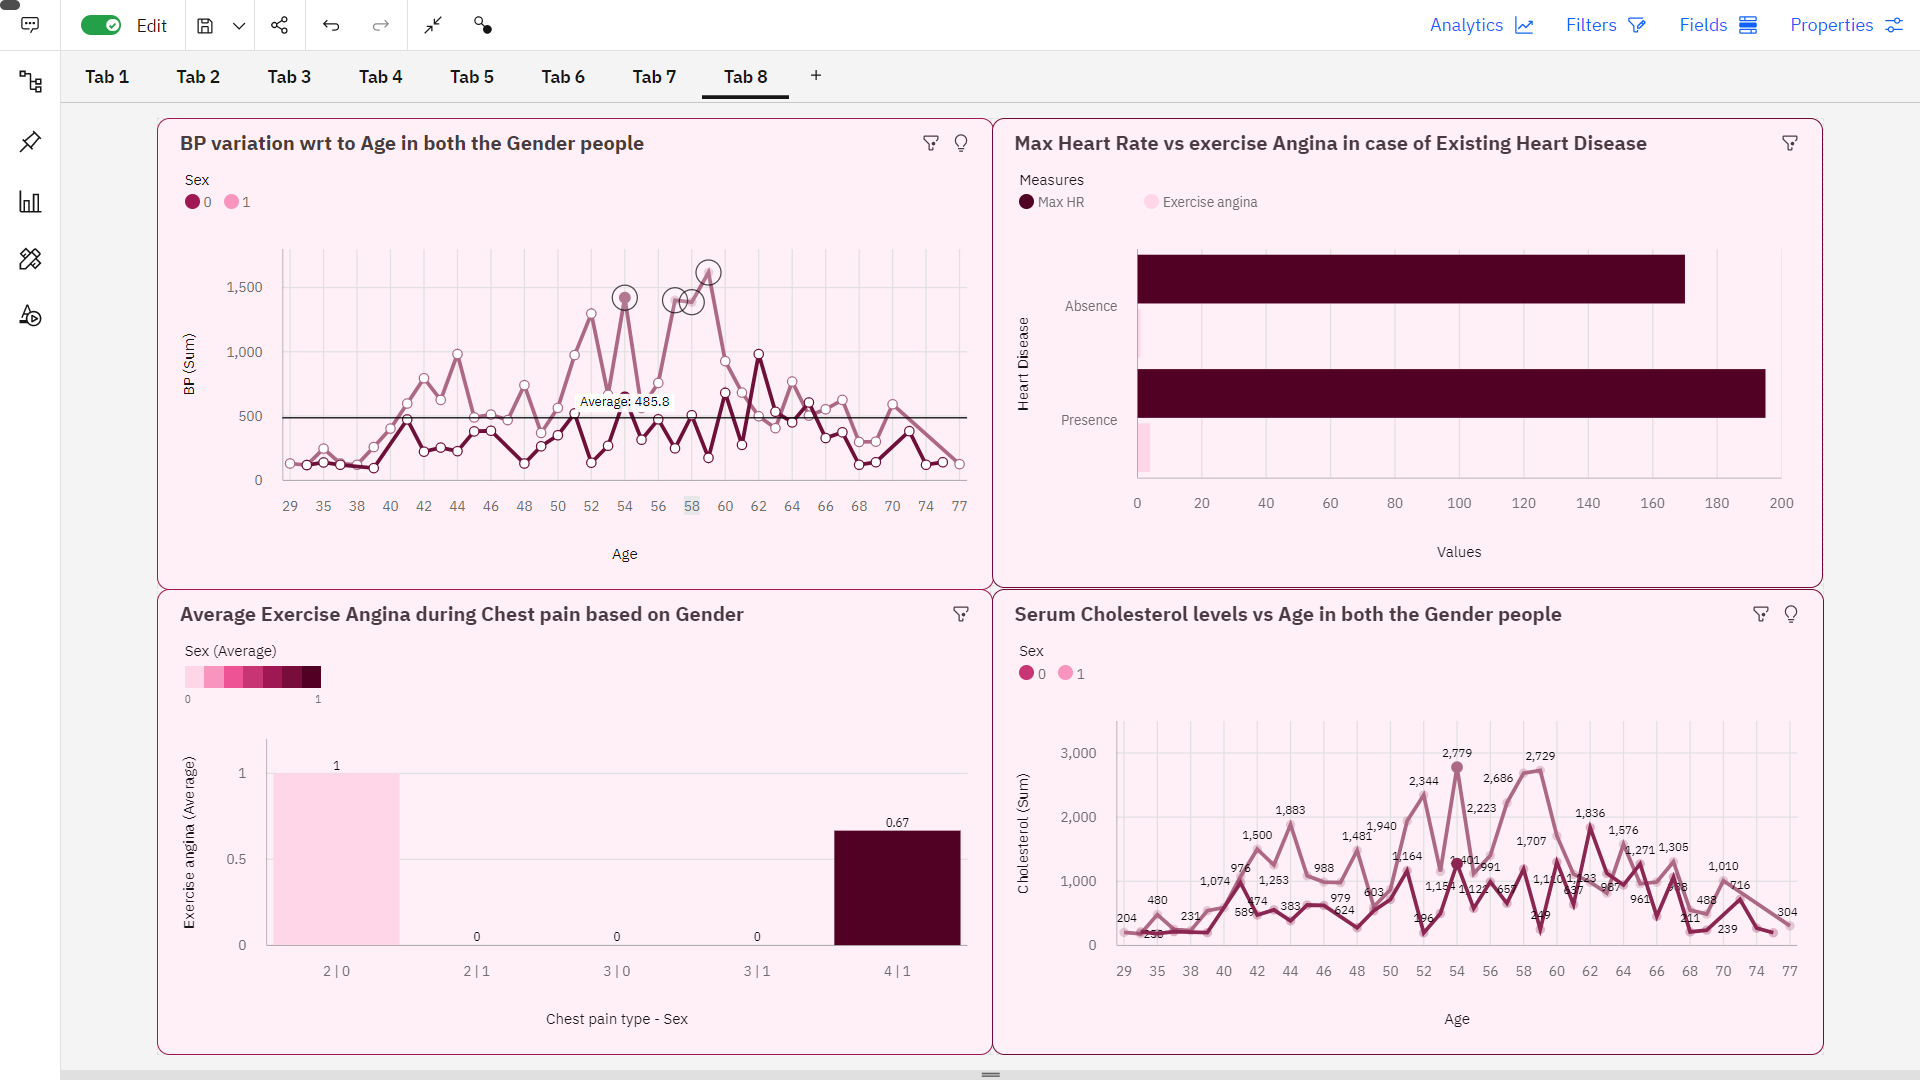 Edit
Analytics
Filters
Fields
Properties
Tab 1 Tab 2 Tab 3 Tab 4 Tab 5 Tab 6 Tab 7 Tab 8 +
BP variation wrt to Age in both the Gender people
Sex
0 1
BP (Sum)
1,500
1,000
500
0
Average: 485.8
29 35 38 40 42 44 46 48 50 52 54 56 58 60 62 64 66 68 70 74 77
Age
Max Heart Rate vs exercise Angina in case of Existing Heart Disease
Measures
Max HR Exercise angina
Heart Disease
Absence
Presence
0 20 40 60 80 100 120 140 160 180 200
Values
Average Exercise Angina during Chest pain based on Gender
Sex (Average)
0 1
Exercise angina (Average)
1
0.5
0
1 0 0 0 0.67
2 | 0 2 | 1 3 | 0 3 | 1 4 | 1
Chest pain type - Sex
Serum Cholesterol levels vs Age in both the Gender people
Sex
0 1
Cholesterol (Sum)
3,000
2,000
1,000
0
2,779 2,729
2,344 2,686
1,883 2,223 1,836
1,500 1,481 1,940 1,707 1,576
976 988 1,164 991 1,271 1,305
1,074 1,253 603 1,154 1,010
480 474 979 716
204 231 589 383 624 196 249 961 211 488 239 304
657 637 987
29 35 38 40 42 44 46 48 50 52 54 56 58 60 62 64 66 68 70 74 77
Age